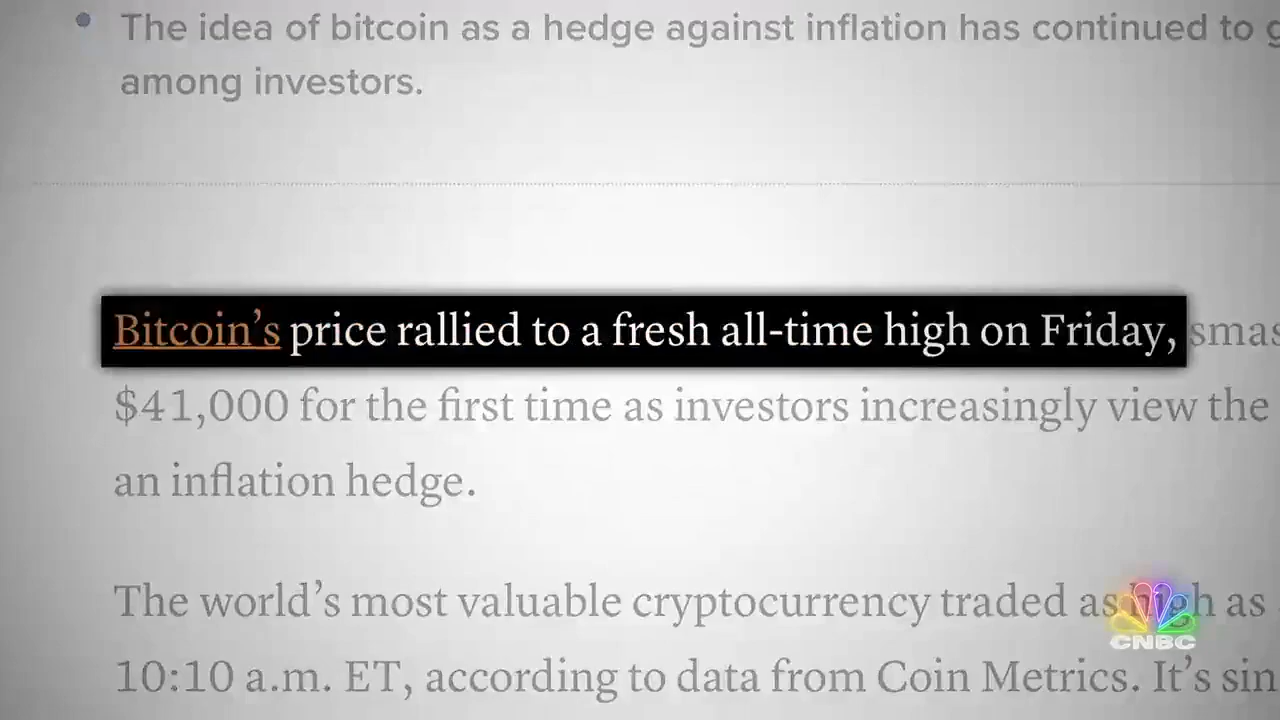 The idea of bitcoin as a hedge against inflation has continued to
among investors.
Bitcoin's price rallied to a fresh all-time high on Friday,
$41,000 for the first time as investors increasingly view the
an inflation hedge.
The world's most valuable cryptocurrency traded as high as
10:10 a.m. ET, according to data from Coin Metrics. It's
CNBC